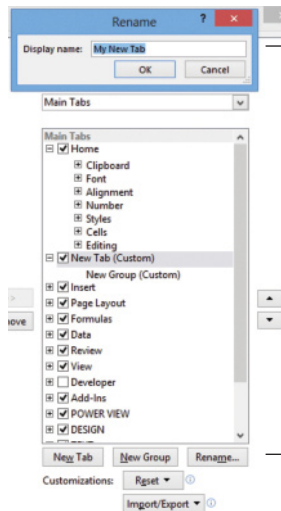 Rename ?
Display name: My New Tab
OK Cancel
Main Tabs
Main Tabs
Home
Clipboard
Font
Alignment
Number
Styles
Cells
Editing
New Tab (Custom)
New Group (Custom)
Insert
Page Layout
Formulas
Data
Review
View
Developer
Add-Ins
POWER VIEW
DESIGN
ove
New Tab New Group Rename...
Customizations: Reset
Import/Export